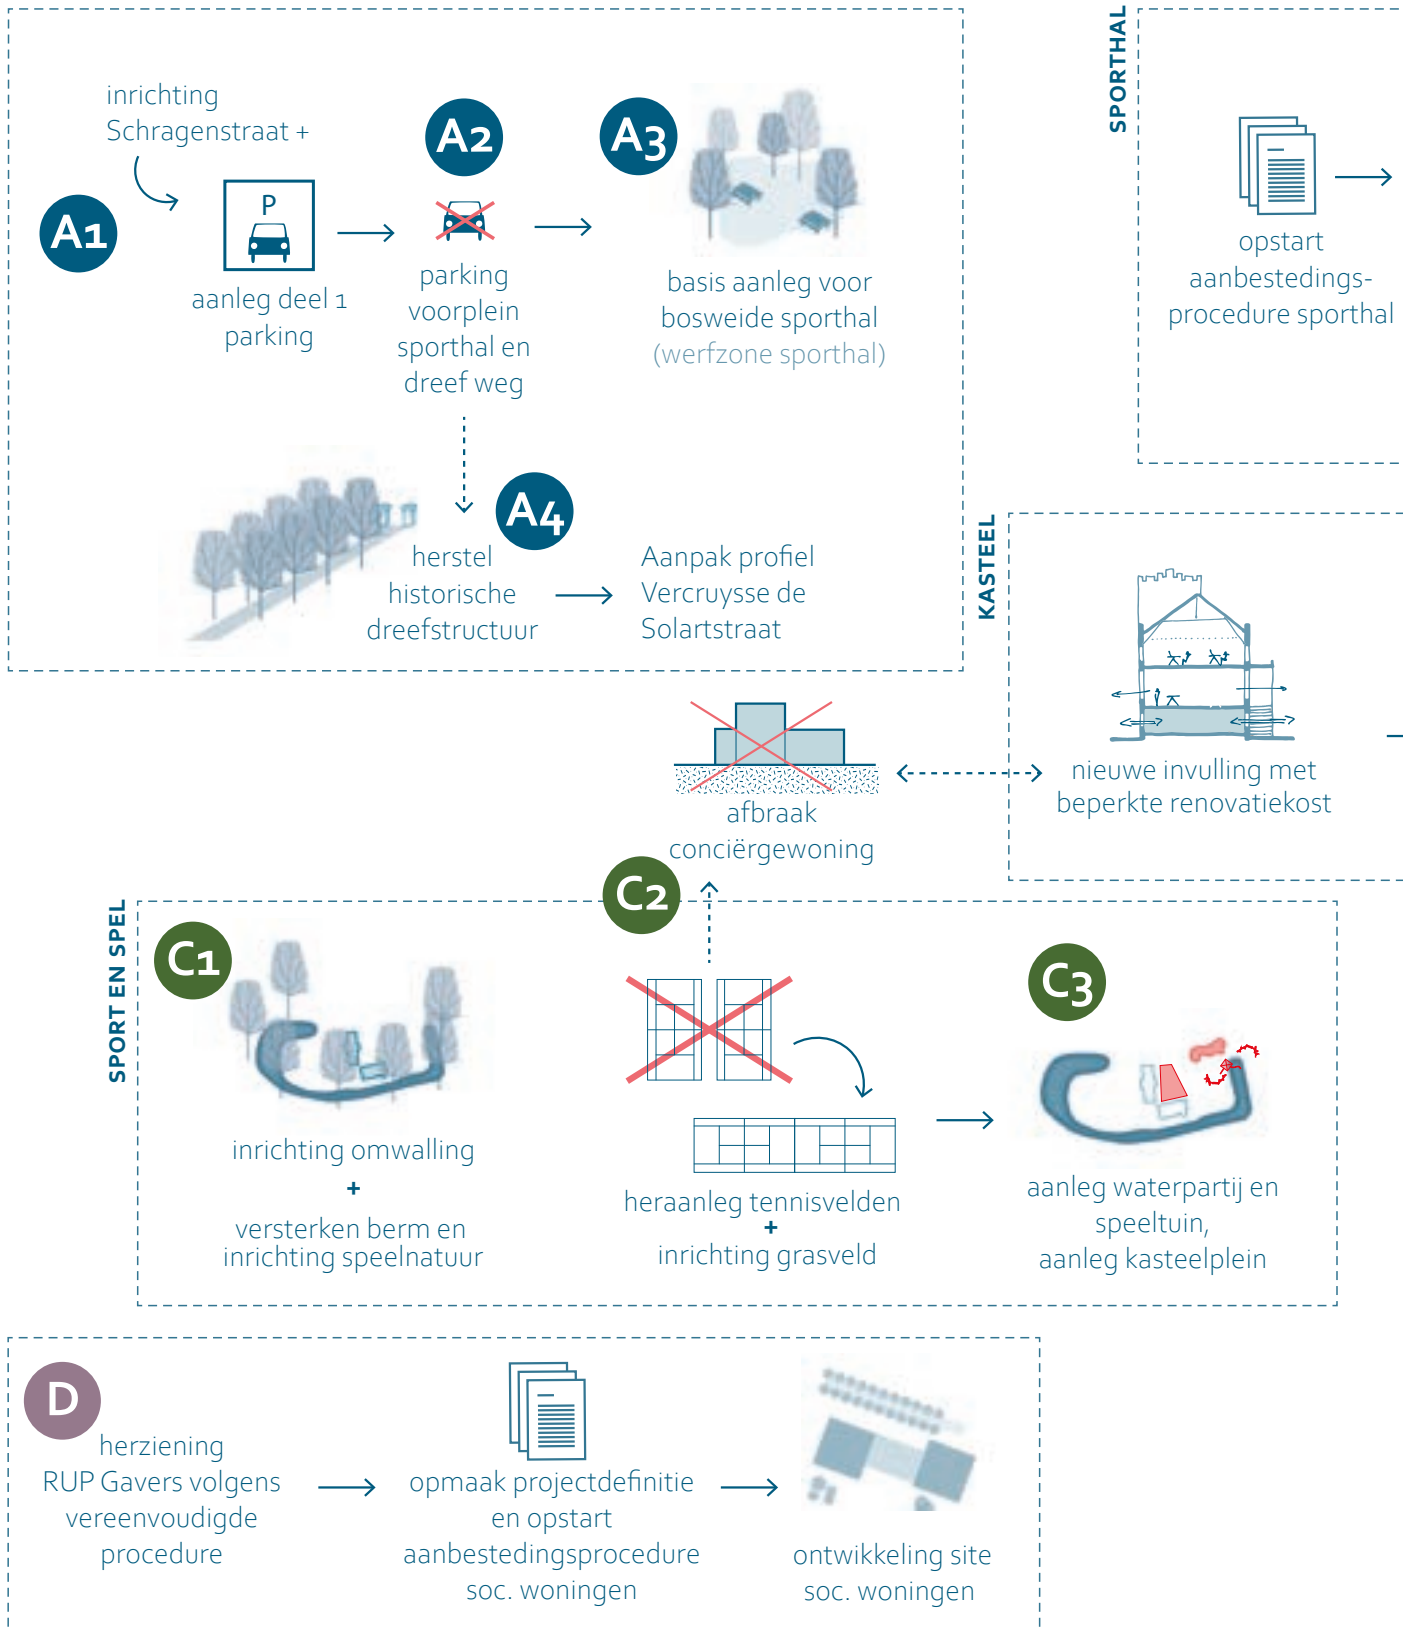 inrichting
Schragenstraat +
A1
P
aanleg deel 1
parking
A2
parking
voorplein
sporthal en
dreef weg
A3
basis aanleg voor
bosweide sporthal
(werfzone sporthal)
A4
herstel
historische
dreefstructuur
Aanpak profiel
Vercruysse de
Solartstraat
SPORTHAL
opstart
aanbestedings-
procedure sporthal
KASTEEL
nieuwe invulling met
beperkte renovatiekost
afbraak
conciërgewoning
SPORT EN SPEL
C1
inrichting omwalling
+
versterken berm en
inrichting speelnatuur
C2
heraanleg tennisvelden
+
inrichting grasveld
C3
aanleg waterpartij en
speeltuin,
aanleg kasteelplein
D
herziening
RUP Gavers volgens
vereenvoudigde
procedure
opmaak projectdefinitie
en opstart
aanbestedingsprocedure
soc. woningen
ontwikkeling site
soc. woningen